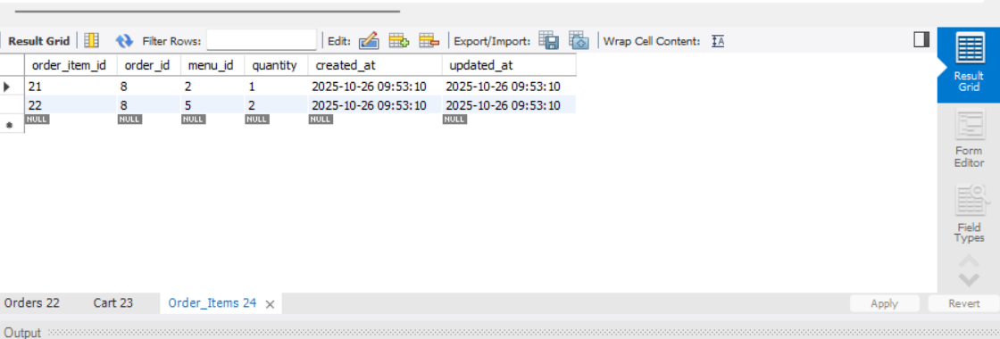 Result Grid Filter Rows: Edit: Export/Import: Wrap Cell Content: IA
order_item_id order_id menu_id quantity created_at updated_at
21 8 2 1 2025-10-26 09:53:10 2025-10-26 09:53:10
22 8 5 2 2025-10-26 09:53:10 2025-10-26 09:53:10
NULL NULL NULL NULL NULL NULL
Result
Grid
Form
Editor
Field
Types
Orders 22 Cart 23 Order_Items 24 × Apply Revert
Output